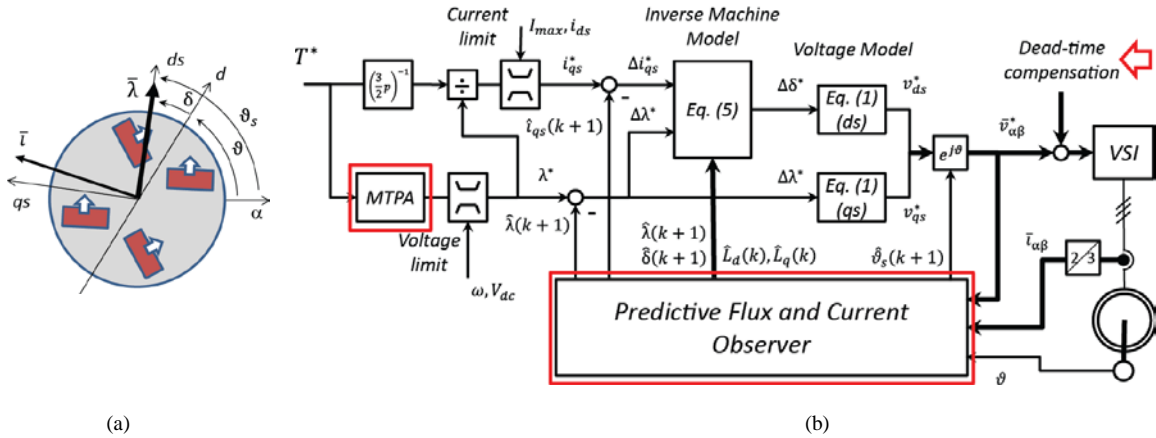 ds
d
λ̄
δ
ϑs
ϑ
ῑ
qs
α
(a)
T*
(3/2 p)⁻¹
÷
Current limit
Imax, ids
i*qs
Δi*qs
îqs(k+1)
Inverse Machine Model
Eq. (5)
Δλ*
Δδ*
Voltage Model
Eq. (1) (ds)
v*ds
Dead-time compensation
v̄*αβ
VSI
e^jϑ
MTPA
Voltage limit
ω, Vdc
λ*
λ̂(k+1)
Δλ*
Eq. (1) (qs)
v*qs
λ̂(k+1)
δ̂(k+1)
L̂d(k), L̂q(k)
ϑ̂s(k+1)
ῑαβ
2/3
Predictive Flux and Current Observer
ϑ
(b)